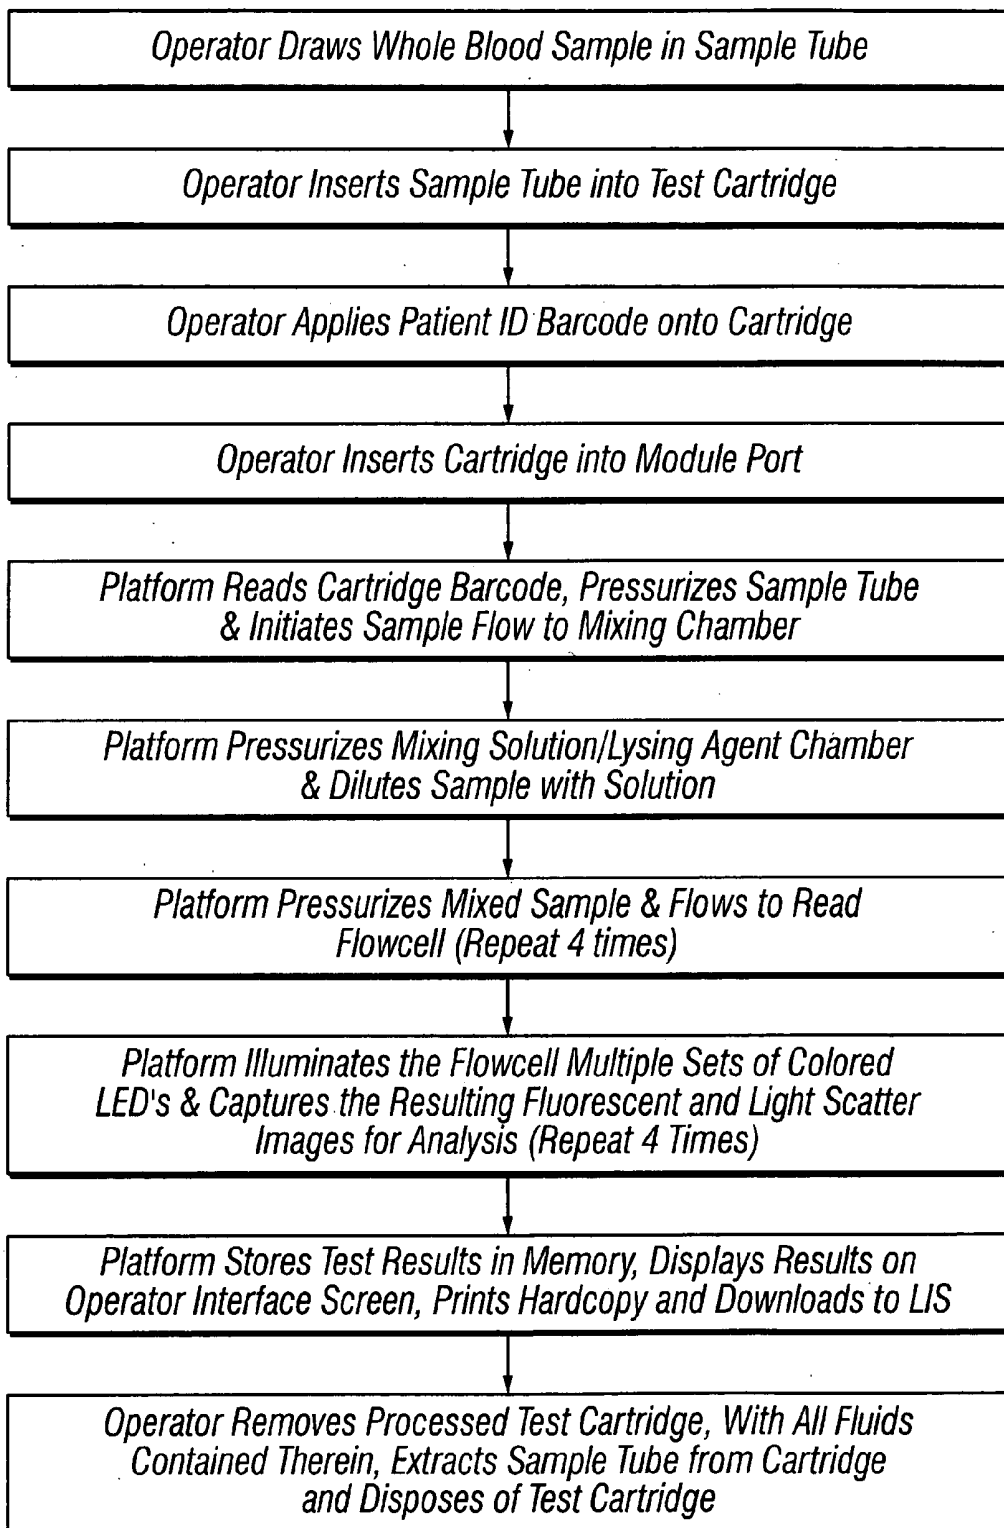 Operator Draws Whole Blood Sample in Sample Tube
Operator Inserts Sample Tube into Test Cartridge
Operator Applies Patient ID Barcode onto Cartridge
Operator Inserts Cartridge into Module Port
Platform Reads Cartridge Barcode, Pressurizes Sample Tube
& Initiates Sample Flow to Mixing Chamber
Platform Pressurizes Mixing Solution/Lysing Agent Chamber
& Dilutes Sample with Solution
Platform Pressurizes Mixed Sample & Flows to Read
Flowcell (Repeat 4 times)
Platform Illuminates the Flowcell Multiple Sets of Colored
LED's & Captures the Resulting Fluorescent and Light Scatter
Images for Analysis (Repeat 4 Times)
Platform Stores Test Results in Memory, Displays Results on
Operator Interface Screen, Prints Hardcopy and Downloads to LIS
Operator Removes Processed Test Cartridge, With All Fluids
Contained Therein, Extracts Sample Tube from Cartridge
and Disposes of Test Cartridge